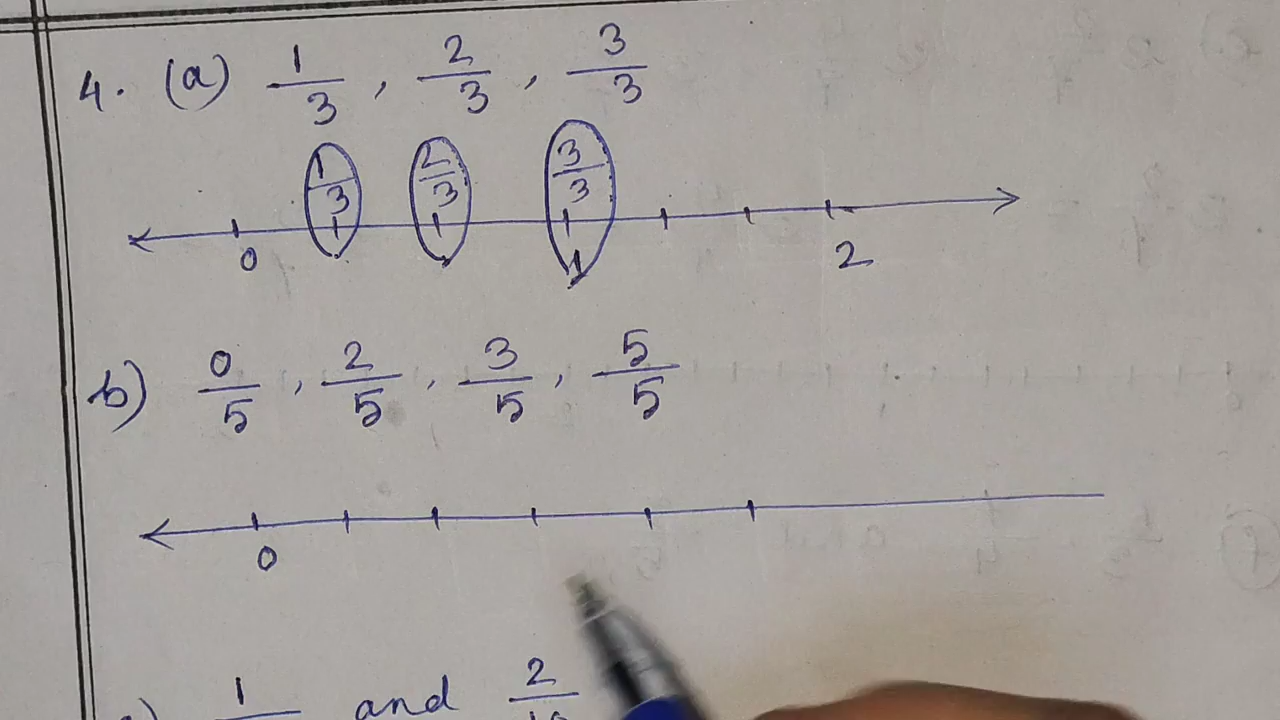 4. (a) 1/3, 2/3, 3/3
1/3 2/3 3/3
0 1 2
b) 0/5, 2/5, 3/5, 5/5
0
1 and 2